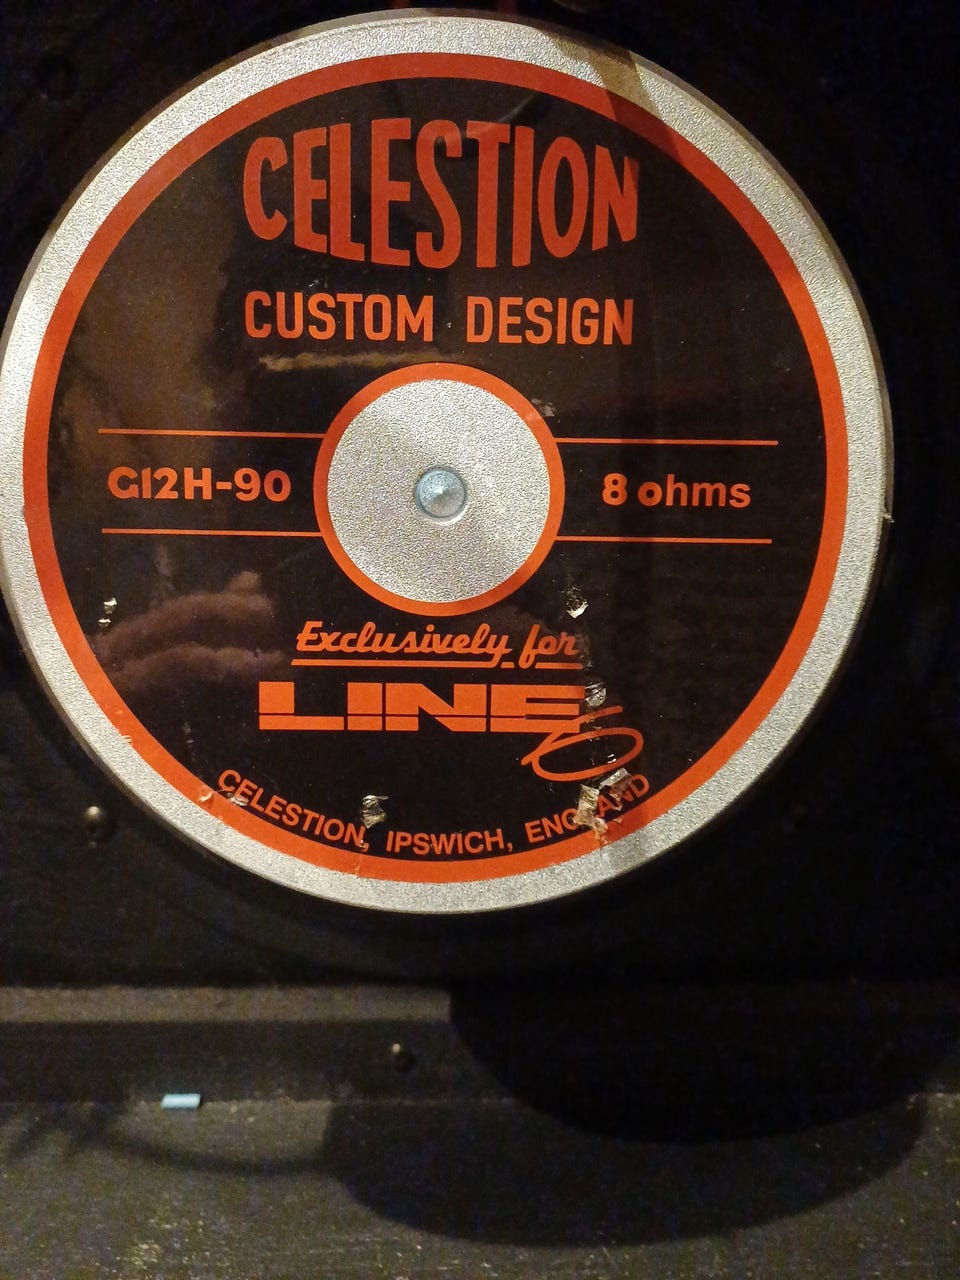 CELESTION
CUSTOM DESIGN
G12H-90
8 ohms
Exclusively for
LINE 6
CELESTION, IPSWICH, ENGLAND